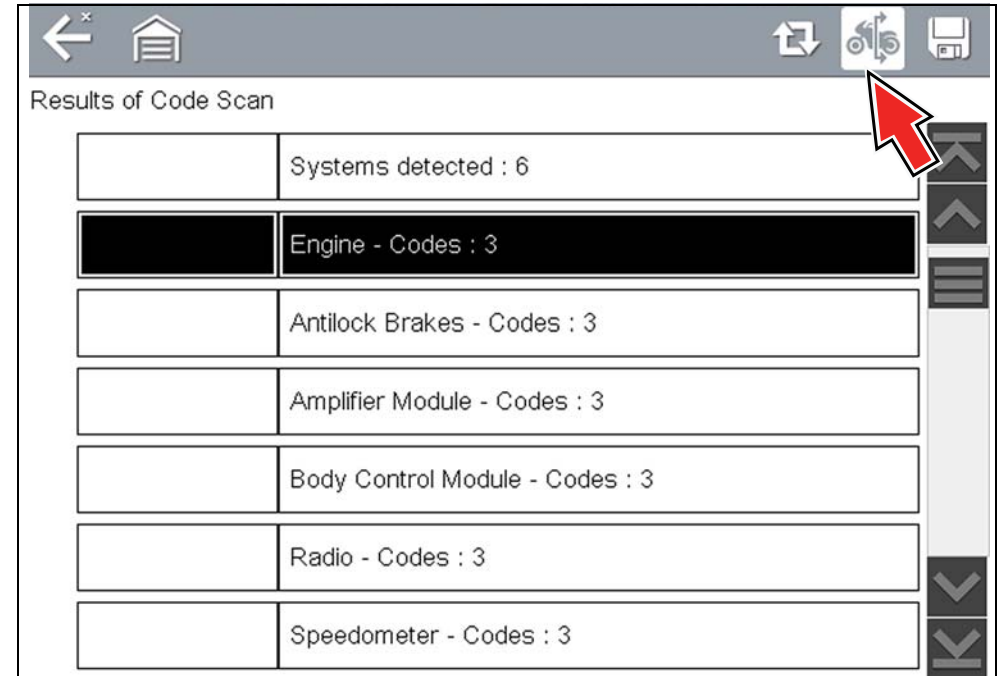 Results of Code Scan
Systems detected : 6
Engine - Codes : 3
Antilock Brakes - Codes : 3
Amplifier Module - Codes : 3
Body Control Module - Codes : 3
Radio - Codes : 3
Speedometer - Codes : 3